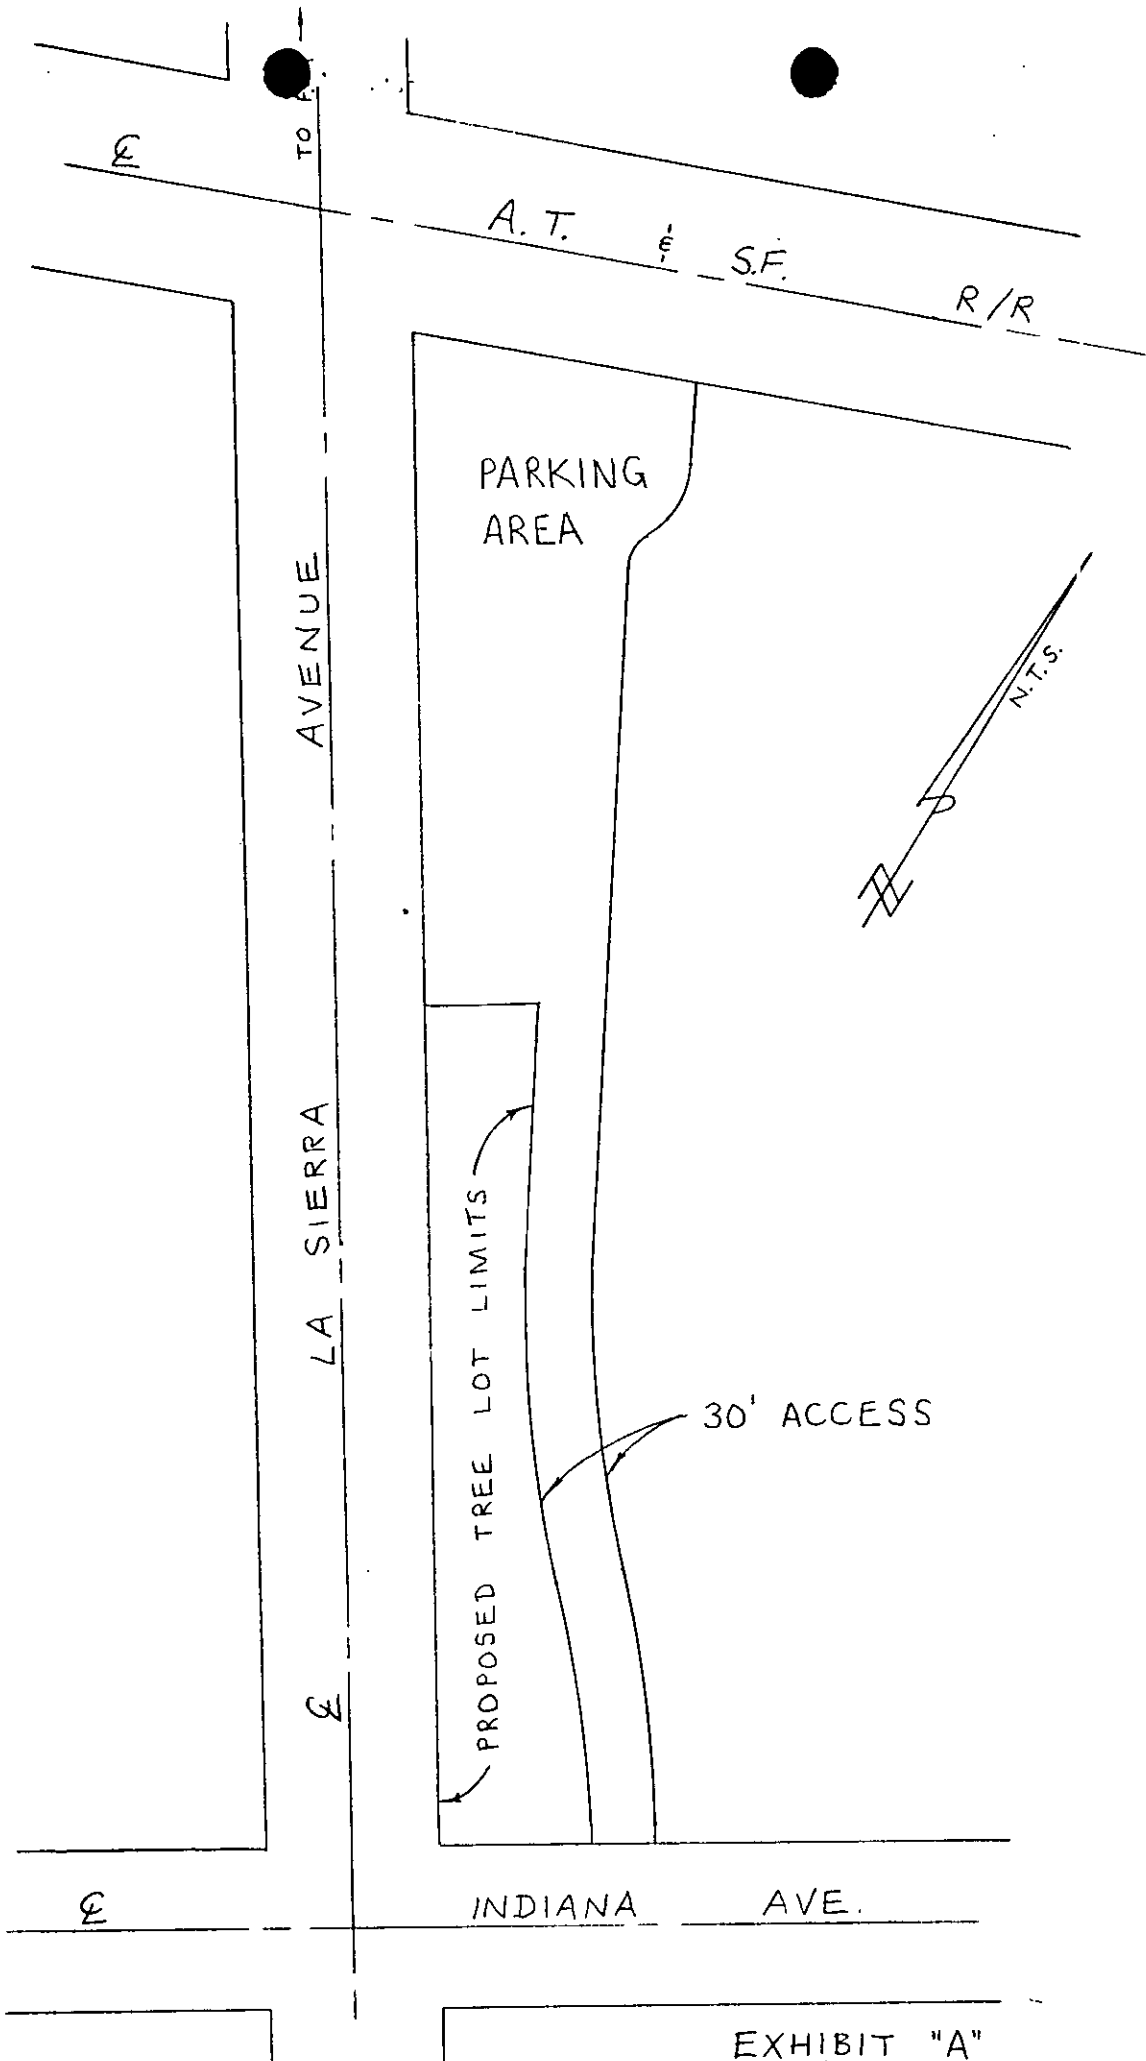 TO
℄
A. T. & S.F. R/R
PARKING
AREA
LA SIERRA AVENUE
N.T.S.
N
PROPOSED TREE LOT LIMITS
30' ACCESS
℄
℄
INDIANA AVE.
EXHIBIT "A"